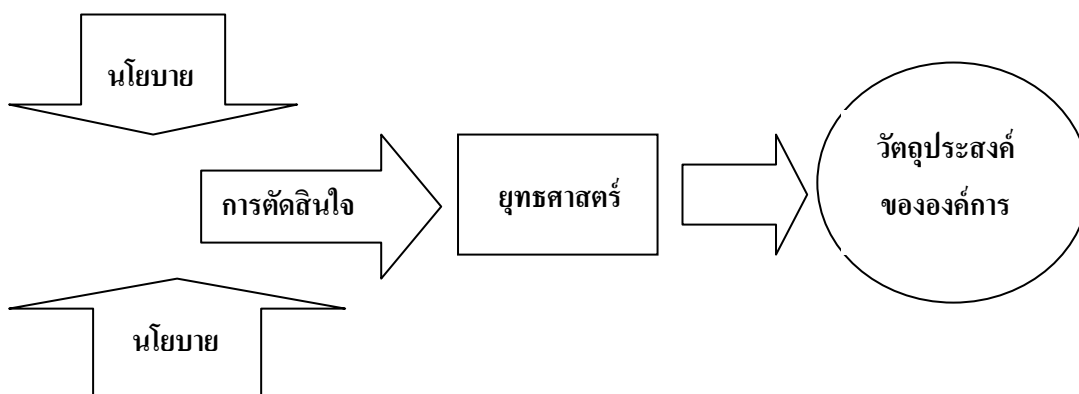 นโยบาย
การตัดสินใจ
ยุทธศาสตร์
วัตถุประสงค์
ขององค์การ
นโยบาย